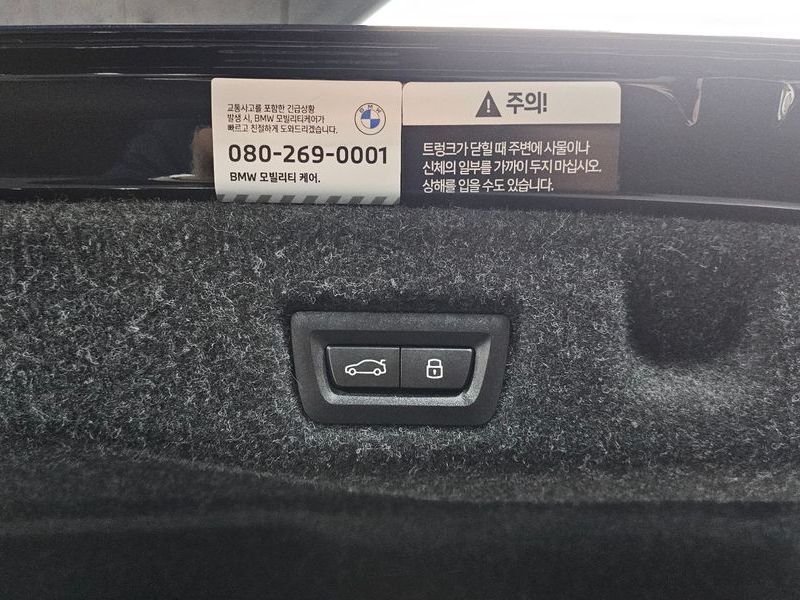 교통사고를 포함한 긴급상황
발생 시, BMW 모빌리티케어가
빠르고 친절하게 도와드리겠습니다.
BMW
080-269-0001
BMW 모빌리티 케어.
주의!
트렁크가 닫힐 때 주변에 사물이나
신체의 일부를 가까이 두지 마십시오.
상해를 입을 수도 있습니다.